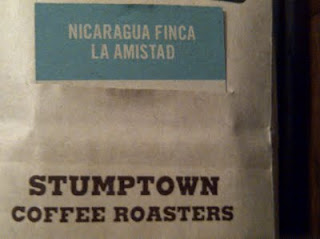 NICARAGUA FINCA
LA AMISTAD
STUMPTOWN
COFFEE ROASTERS